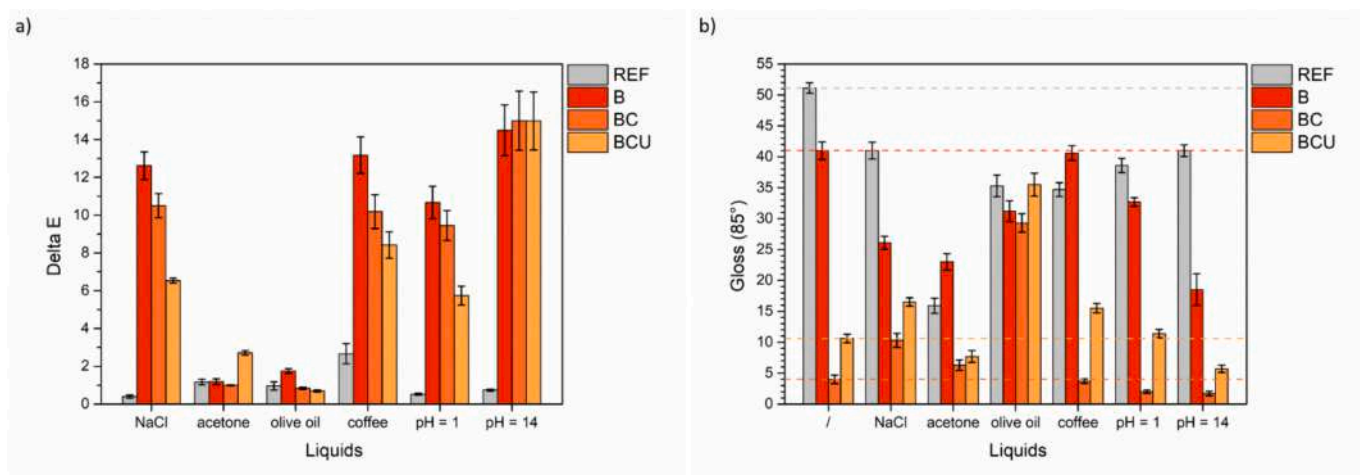 a)
18
16
14
12
10
8
6
4
2
0
Delta E
NaCl acetone olive oil coffee pH = 1 pH = 14
Liquids
REF
B
BC
BCU
b)
55
50
45
40
35
30
25
20
15
10
5
0
Gloss (85°)
/ NaCl acetone olive oil coffee pH = 1 pH = 14
Liquids
REF
B
BC
BCU